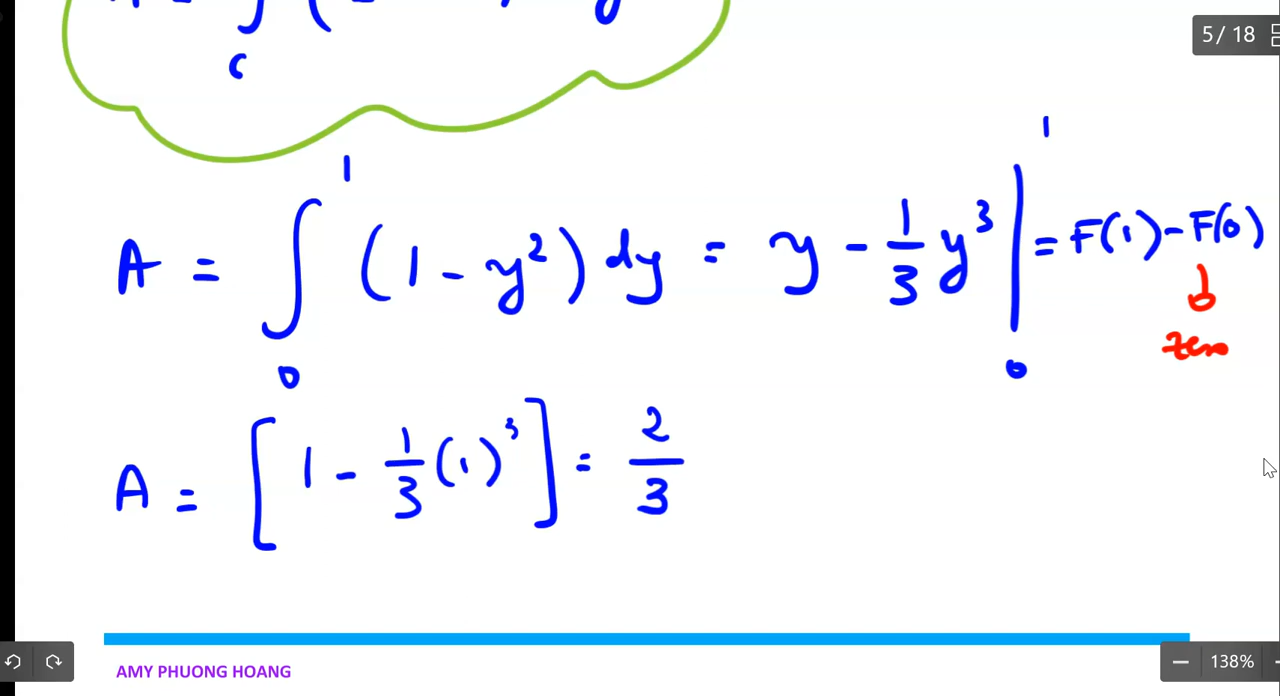 5 / 18
A = ∫₀¹ (1 - y²) dy = y - 1/3 y³ |₀¹ = F(1) - F(0)
zero
A = [1 - 1/3 (1)³] = 2/3
AMY PHUONG HOANG
138%